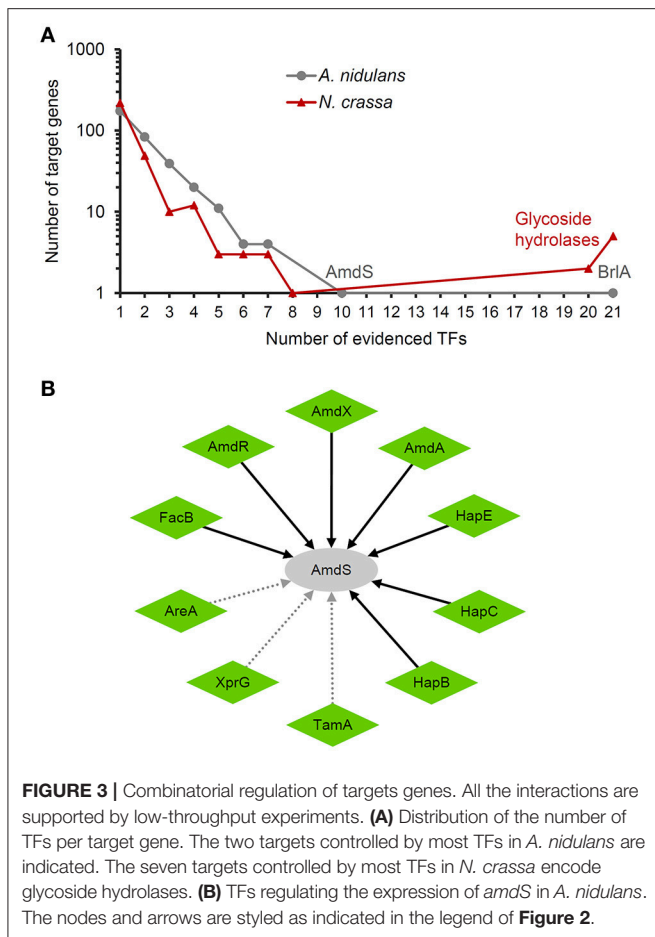 A
1000
100
10
1
Number of target genes
A. nidulans
N. crassa
Glycoside
hydrolases
AmdS
BrlA
1 2 3 4 5 6 7 8 9 10 11 12 13 14 15 16 17 18 19 20 21
Number of evidenced TFs
B
AmdX
AmdR
AmdA
FacB
HapE
AmdS
AreA
HapC
XprG
HapB
TamA
FIGURE 3 | Combinatorial regulation of targets genes. All the interactions are
supported by low-throughput experiments. (A) Distribution of the number of
TFs per target gene. The two targets controlled by most TFs in A. nidulans are
indicated. The seven targets controlled by most TFs in N. crassa encode
glycoside hydrolases. (B) TFs regulating the expression of amdS in A. nidulans.
The nodes and arrows are styled as indicated in the legend of Figure 2.